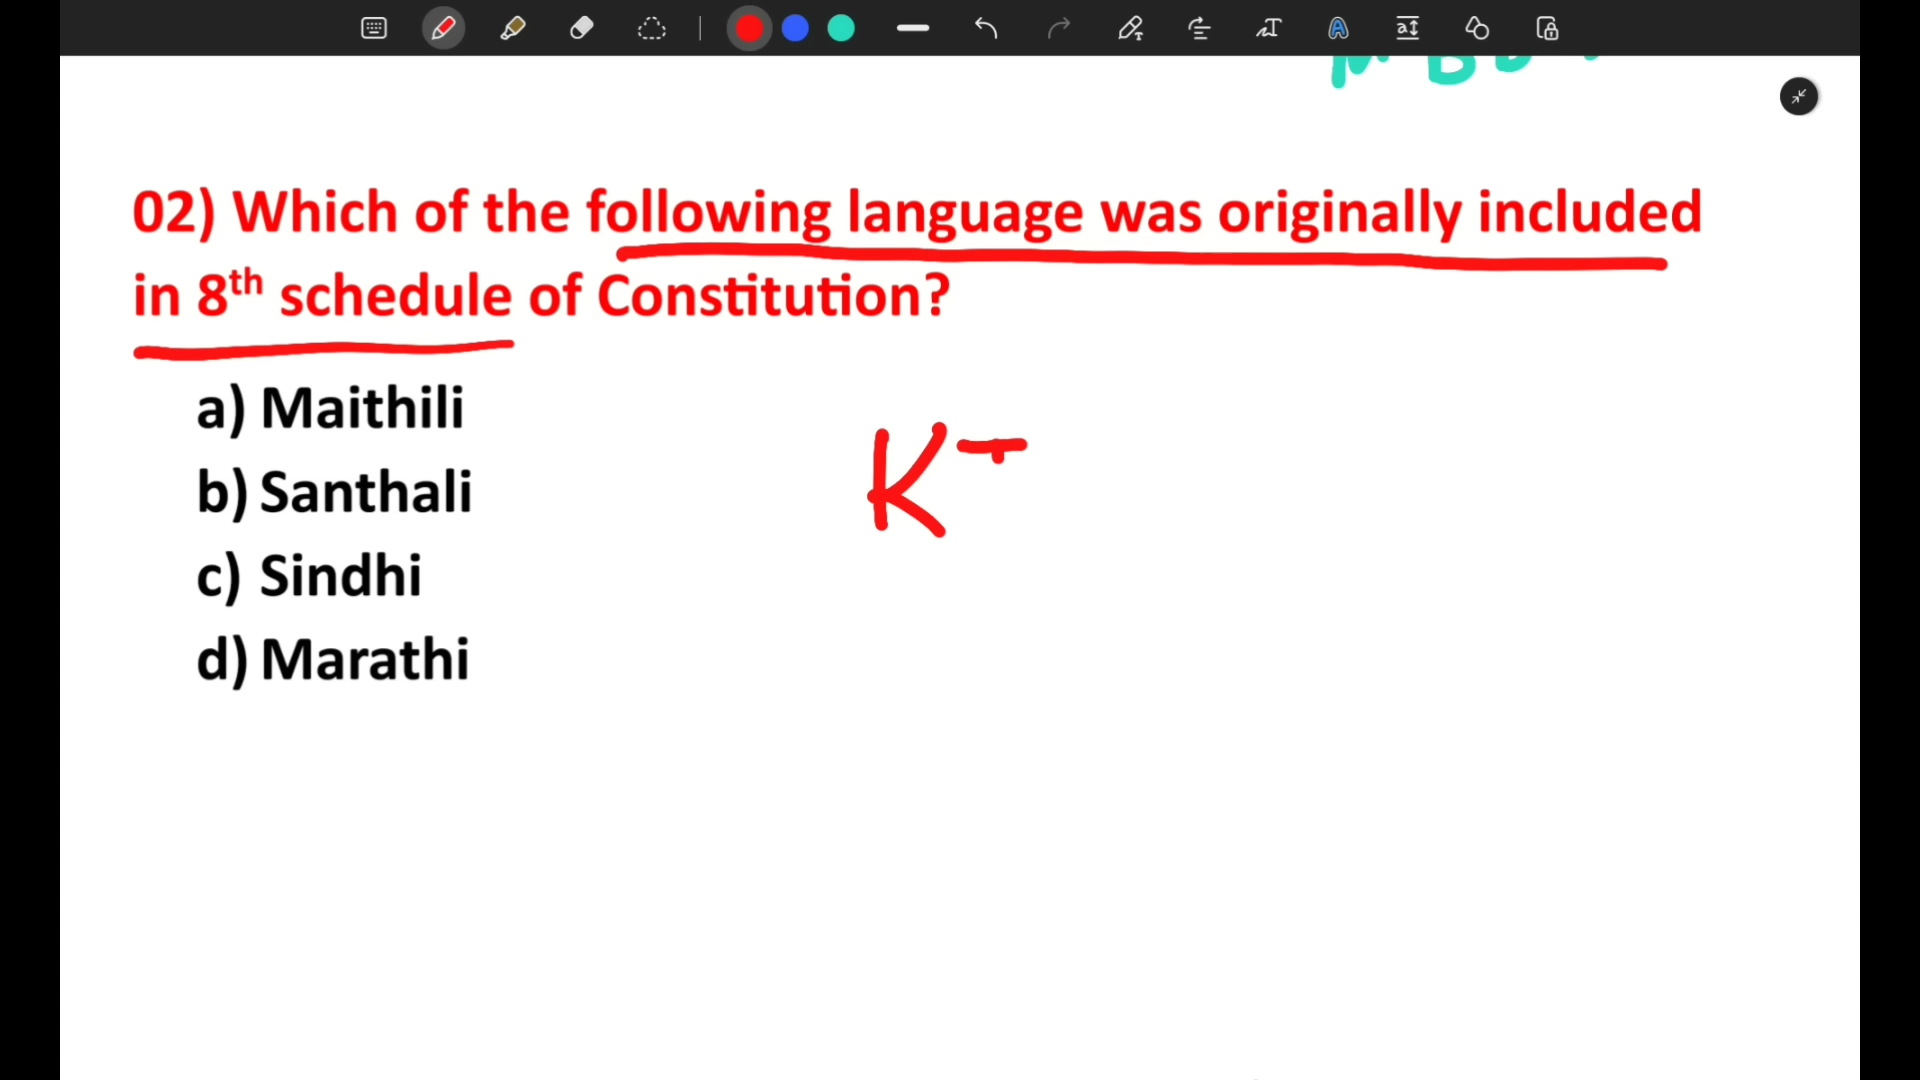 02) Which of the following language was originally included
in 8th schedule of Constitution?
a) Maithili
b) Santhali
c) Sindhi
d) Marathi
K